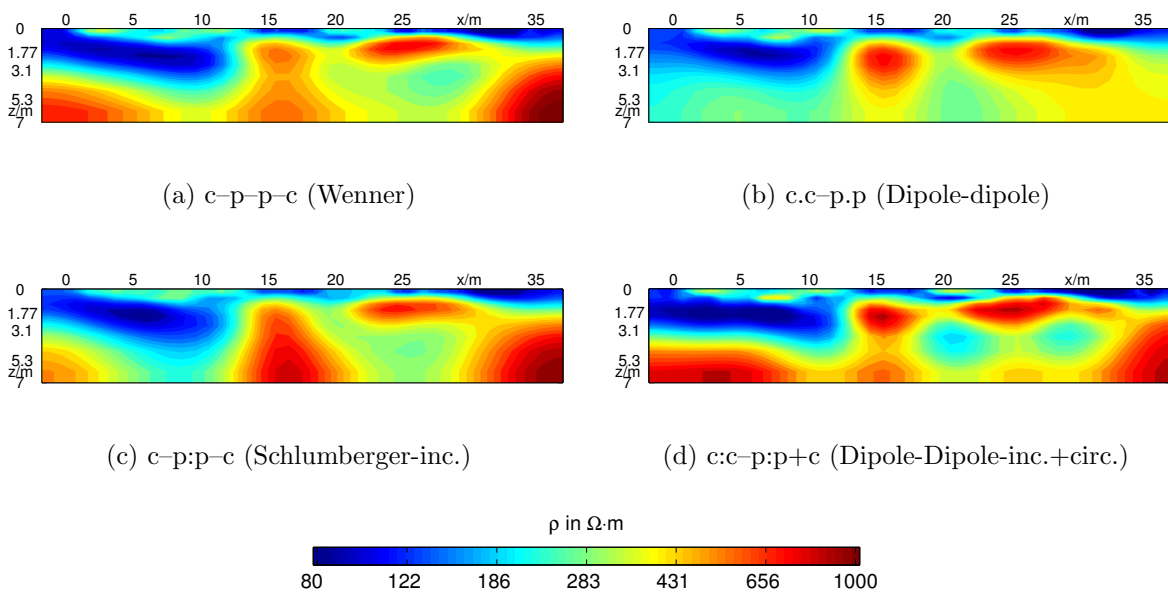 0 5 10 15 20 25 x/m 35
0
1.77
3.1
5.3
z/m
7
(a) c–p–p–c (Wenner)
0 5 10 15 20 25 x/m 35
0
1.77
3.1
5.3
z/m
7
(b) c.c–p.p (Dipole-dipole)
0 5 10 15 20 25 x/m 35
0
1.77
3.1
5.3
z/m
7
(c) c–p:p–c (Schlumberger-inc.)
0 5 10 15 20 25 x/m 35
0
1.77
3.1
5.3
z/m
7
(d) c:c–p:p+c (Dipole-Dipole-inc.+circ.)
ρ in Ω·m
80 122 186 283 431 656 1000